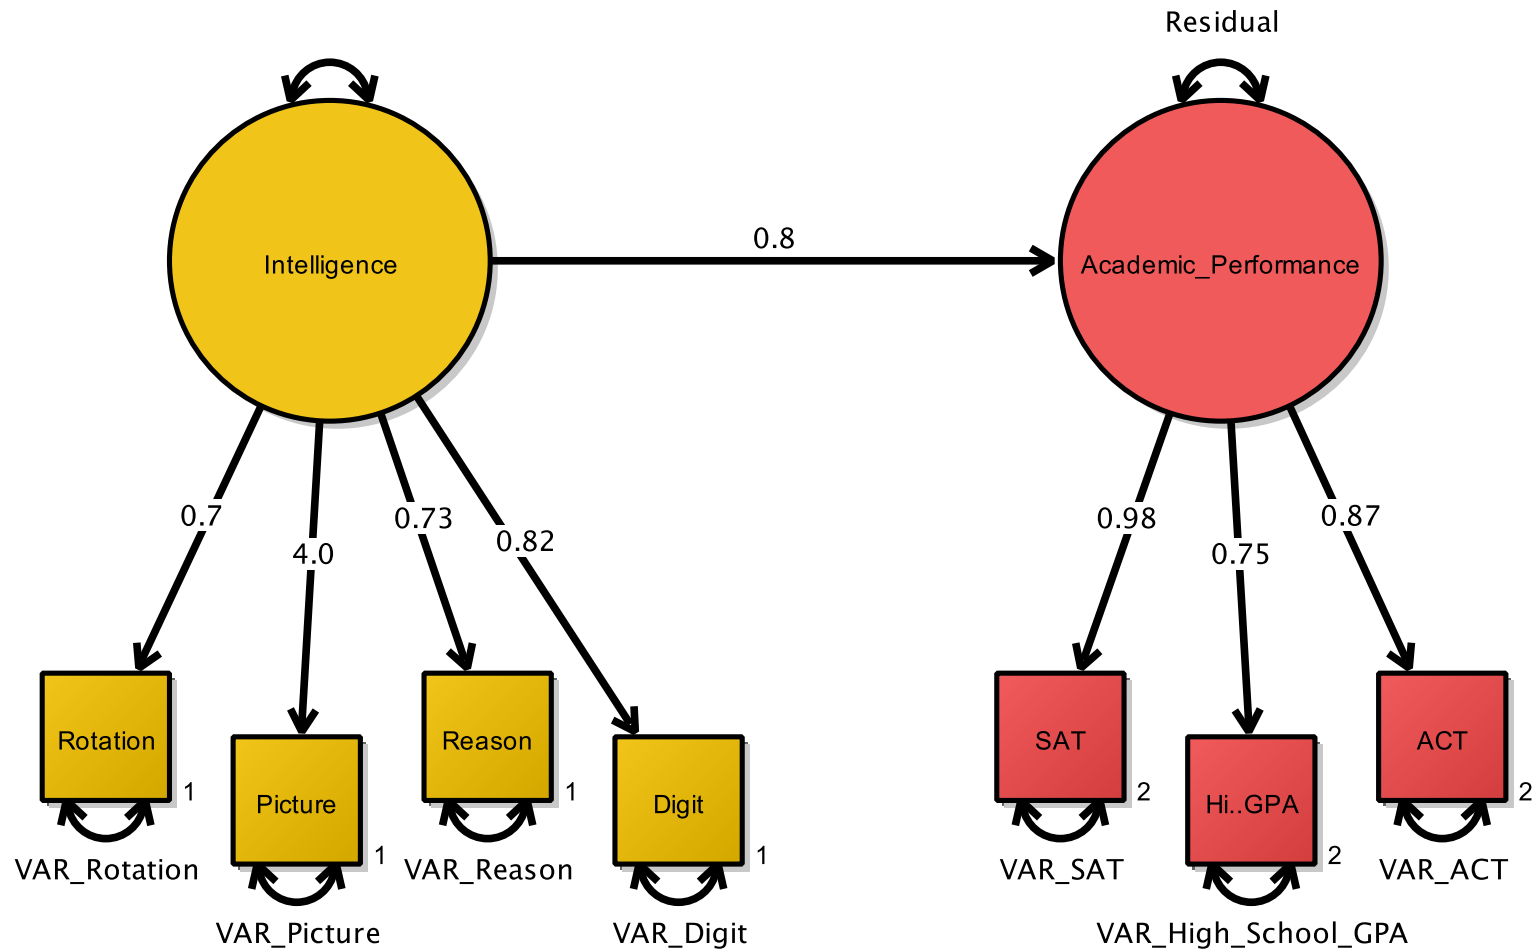 Residual
Intelligence
0.8
Academic_Performance
0.7
4.0
0.73
0.82
0.98
0.75
0.87
Rotation
1
Picture
1
Reason
1
Digit
1
SAT
2
Hi..GPA
2
ACT
2
VAR_Rotation
VAR_Picture
VAR_Reason
VAR_Digit
VAR_SAT
VAR_High_School_GPA
VAR_ACT